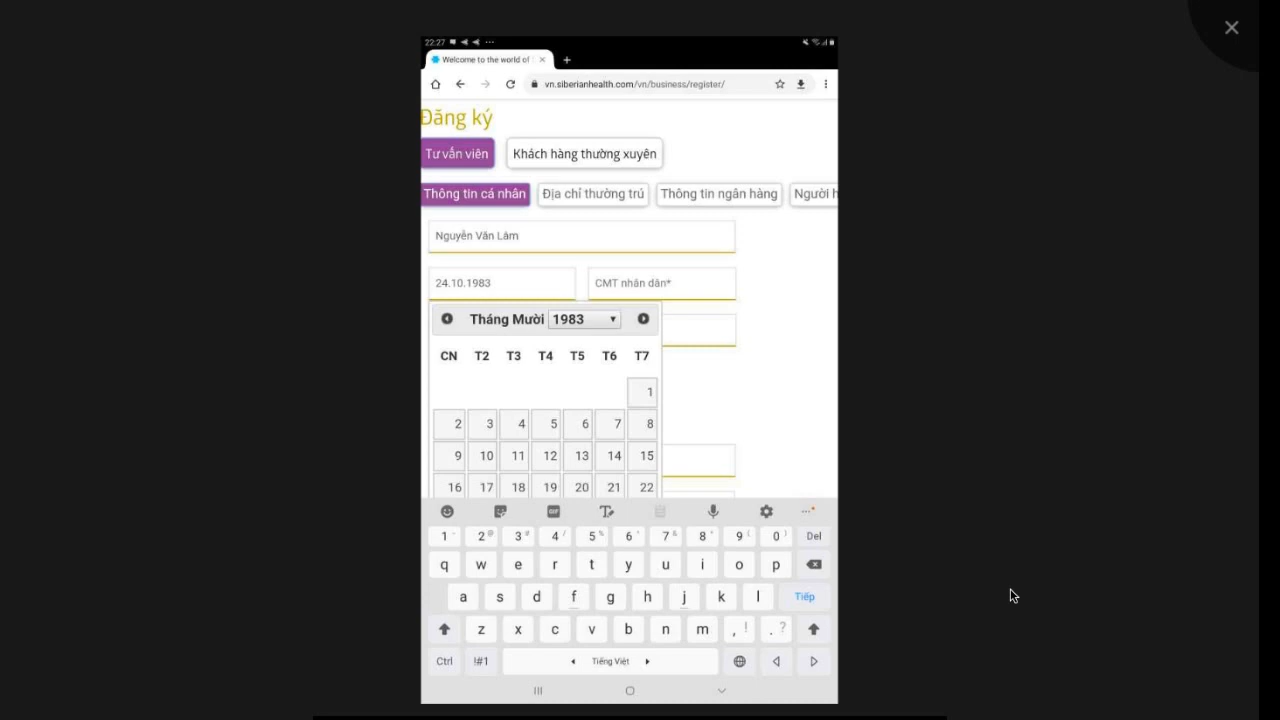 22:27
Welcome to the world of
vn.siberianhealth.com/vn/business/register/
Đăng ký
Tư vấn viên Khách hàng thường xuyên
Thông tin cá nhân Địa chỉ thường trú Thông tin ngân hàng Người h
Nguyễn Văn Lâm
24.10.1983 CMT nhân dân*
Tháng Mười 1983
CN T2 T3 T4 T5 T6 T7
1
2 3 4 5 6 7 8
9 10 11 12 13 14 15
16 17 18 19 20 21 22
GIF
1 2 3 4 5 6 7 8 9 0 Del
q w e r t y u i o p
a s d f g h j k l Tiếp
z x c v b n m , ! . ?
Ctrl !#1 Tiếng Việt